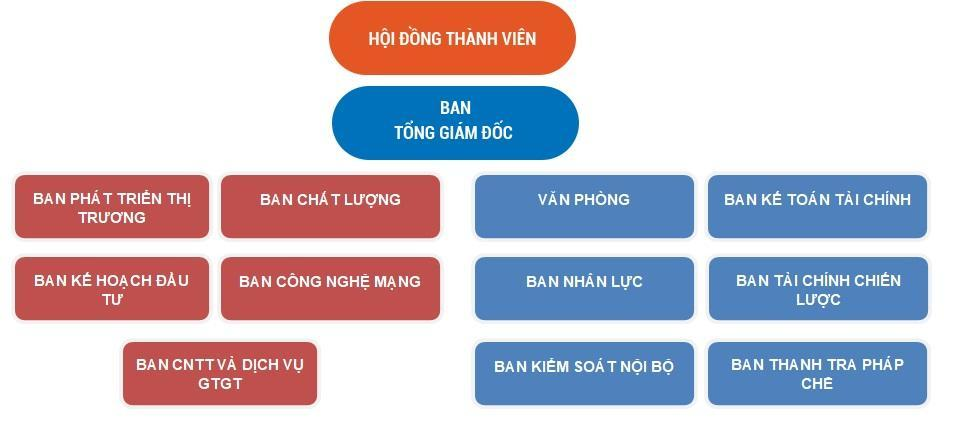 HỘI ĐỒNG THÀNH VIÊN
BAN
TỔNG GIÁM ĐỐC
BAN PHÁT TRIỂN THỊ
TRƯƠNG
BAN CHẤT LƯỢNG
VĂN PHÒNG
BAN KẾ TOÁN TÀI CHÍNH
BAN KẾ HOẠCH ĐẦU
TƯ
BAN CÔNG NGHỆ MẠNG
BAN NHÂN LỰC
BAN TÀI CHÍNH CHIẾN
LƯỢC
BAN CNTT VÀ DỊCH VỤ
GTGT
BAN KIỂM SOÁT NỘI BỘ
BAN THANH TRA PHÁP
CHẾ